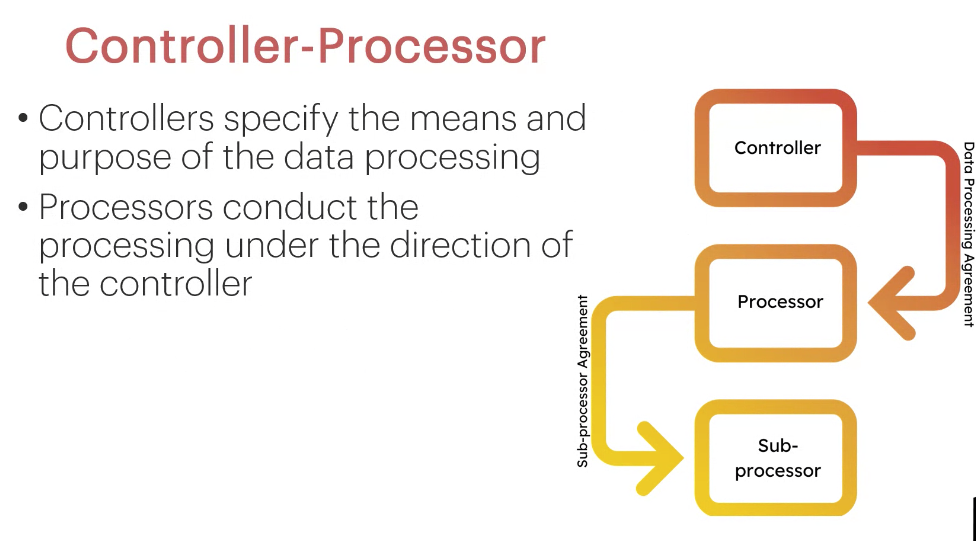 Controller-Processor
• Controllers specify the means and
purpose of the data processing
• Processors conduct the
processing under the direction of
the controller
Controller
Data Processing Agreement
Processor
Sub-processor Agreement
Sub-
processor